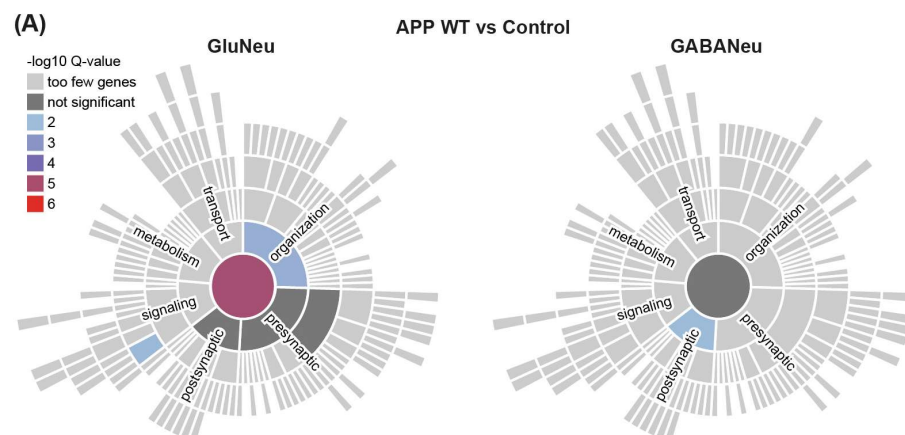 (A)
APP WT vs Control
GluNeu
GABANeu
-log10 Q-value
too few genes
not significant
2
3
4
5
6
transport
organization
metabolism
signaling
postsynaptic
presynaptic
transport
organization
metabolism
signaling
postsynaptic
presynaptic